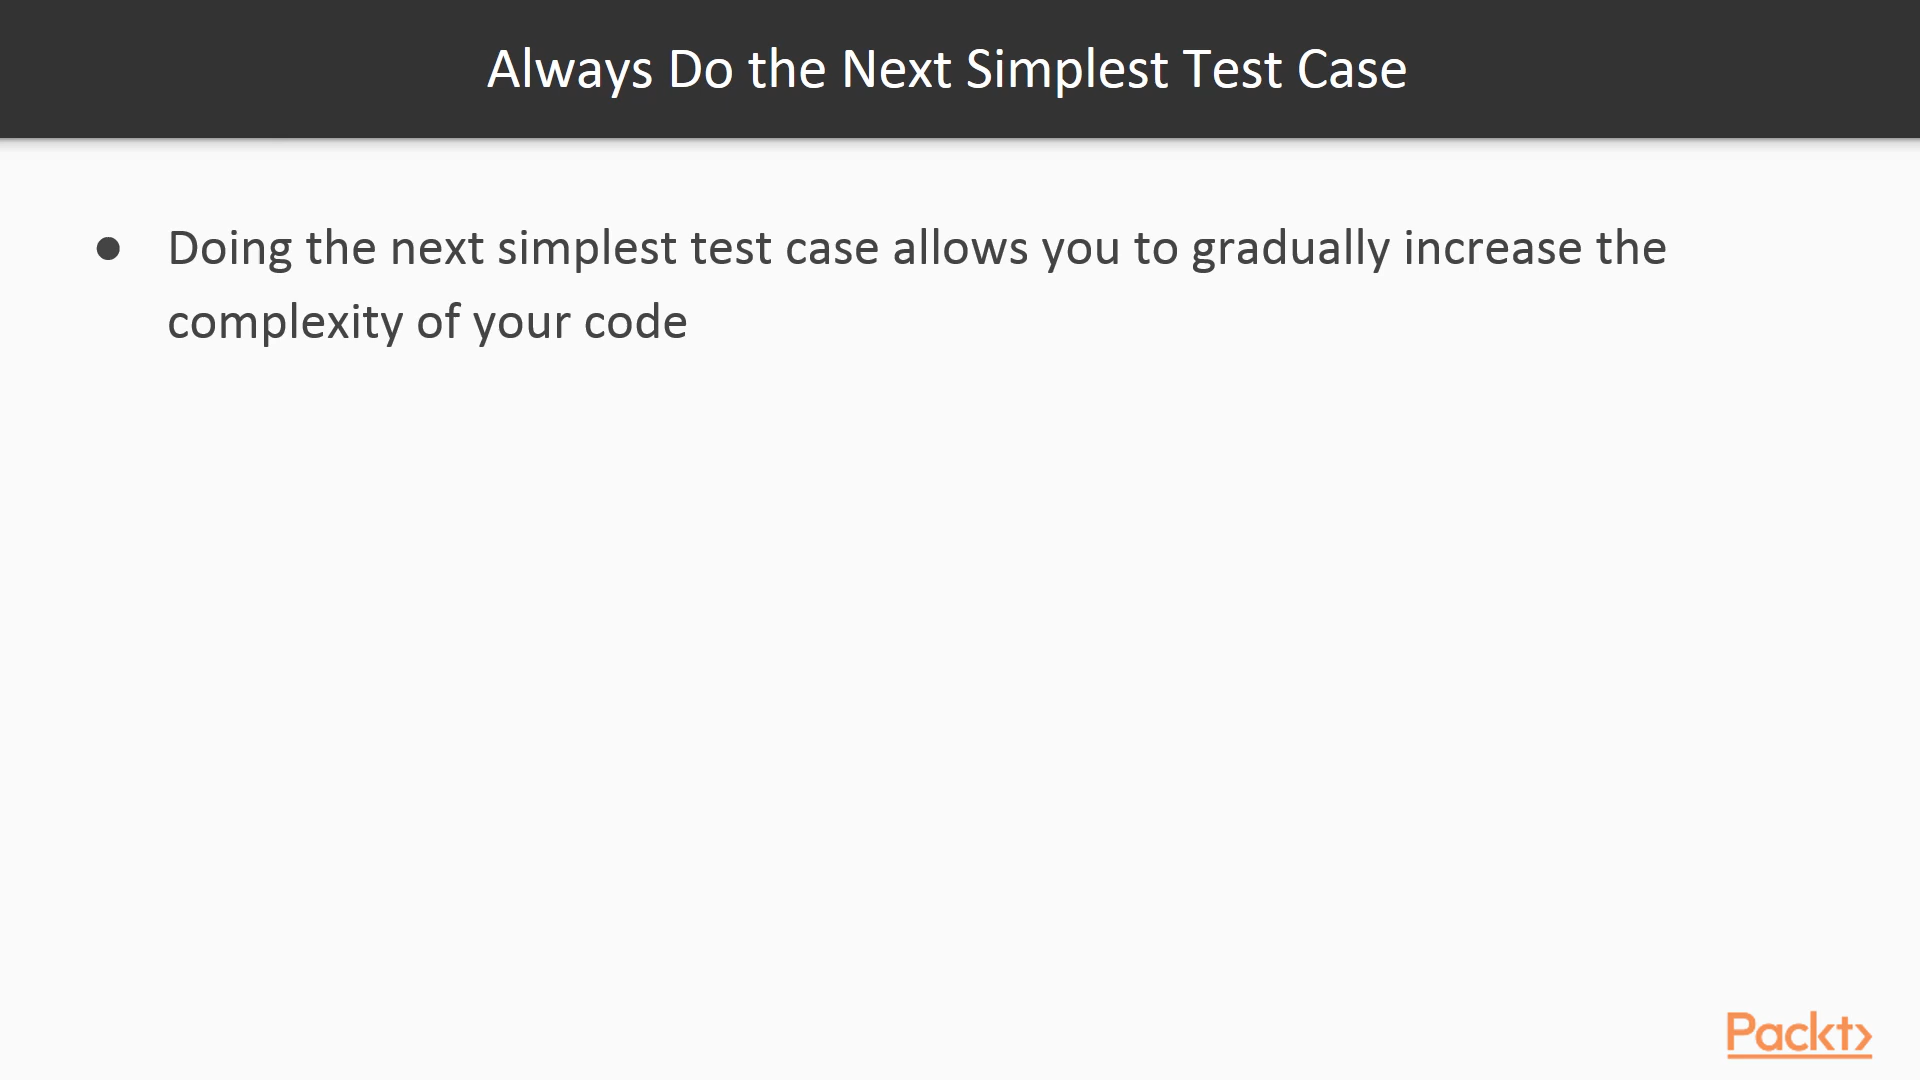 Always Do the Next Simplest Test Case
● Doing the next simplest test case allows you to gradually increase the
complexity of your code
Packt>